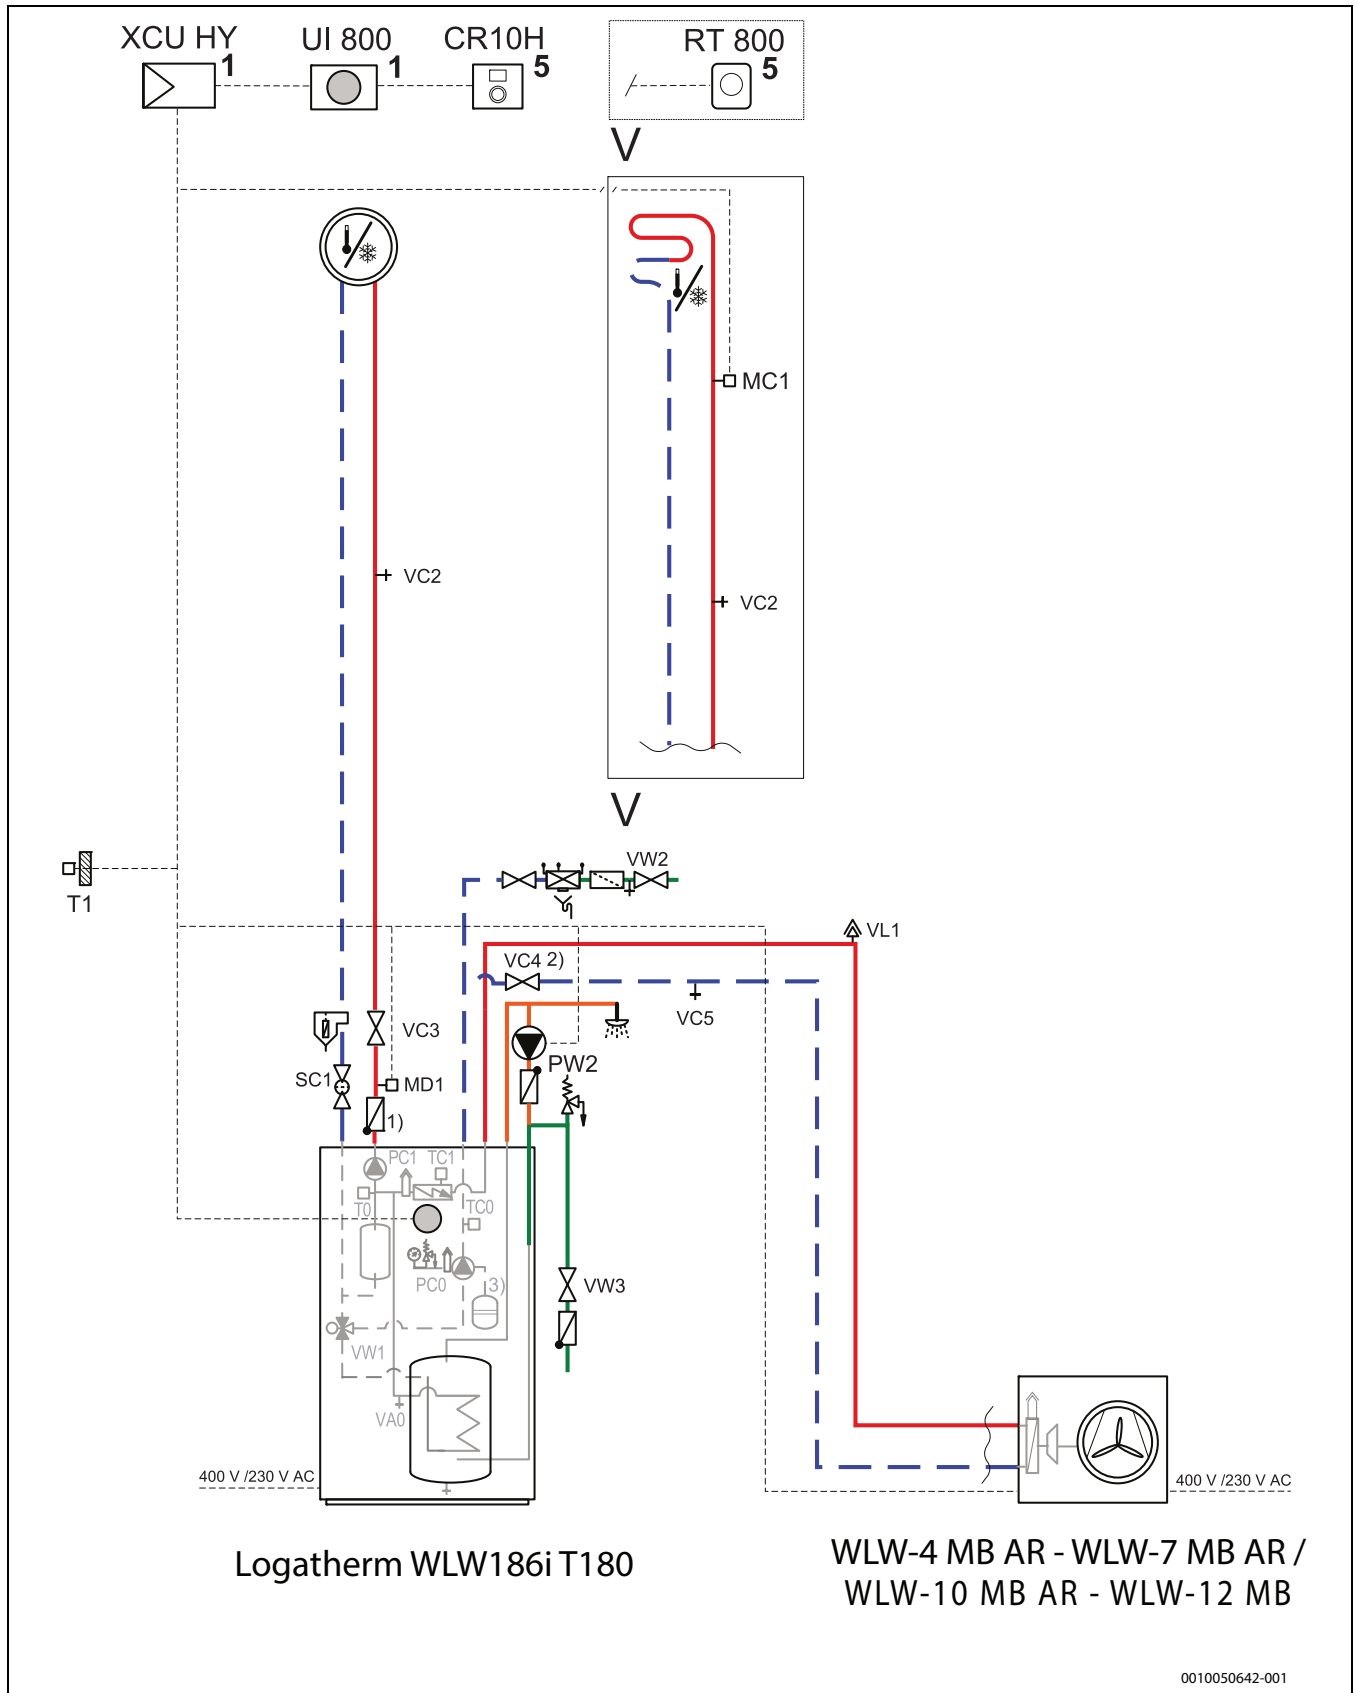 XCU HY
1
UI 800
1
CR10H
5
RT 800
5
V
MC1
VC2
VC2
V
T1
VW2
VL1
VC4 2)
VC5
VC3
SC1
MD1
PW2
1)
PC1
TC1
T0
TC0
PC0
3)
VW3
VW1
VA0
400 V /230 V AC
400 V /230 V AC
Logatherm WLW186i T180
WLW-4 MB AR - WLW-7 MB AR /
WLW-10 MB AR - WLW-12 MB
0010050642-001